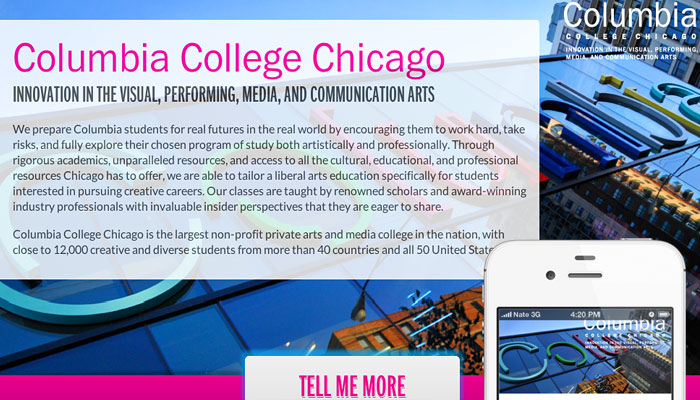 Columbia
COLLEGE CHICAGO
INNOVATION IN THE VISUAL, PERFORMING,
MEDIA, AND COMMUNICATION ARTS
Columbia College Chicago
INNOVATION IN THE VISUAL, PERFORMING, MEDIA, AND COMMUNICATION ARTS
We prepare Columbia students for real futures in the real world by encouraging them to work hard, take
risks, and fully explore their chosen program of study both artistically and professionally. Through
rigorous academics, unparalleled resources, and access to all the cultural, educational, and professional
resources Chicago has to offer, we are able to tailor a liberal arts education specifically for students
interested in pursuing creative careers. Our classes are taught by renowned scholars and award-winning
industry professionals with invaluable insider perspectives that they are eager to share.
Columbia College Chicago is the largest non-profit private arts and media college in the nation, with
close to 12,000 creative and diverse students from more than 40 countries and all 50 United State
Nate 3G
4:20 PM
Columbia
COLLEGE CHICAGO
INNOVATION IN THE VISUAL, PERFORMING,
MEDIA, AND COMMUNICATION ARTS
TELL ME MORE